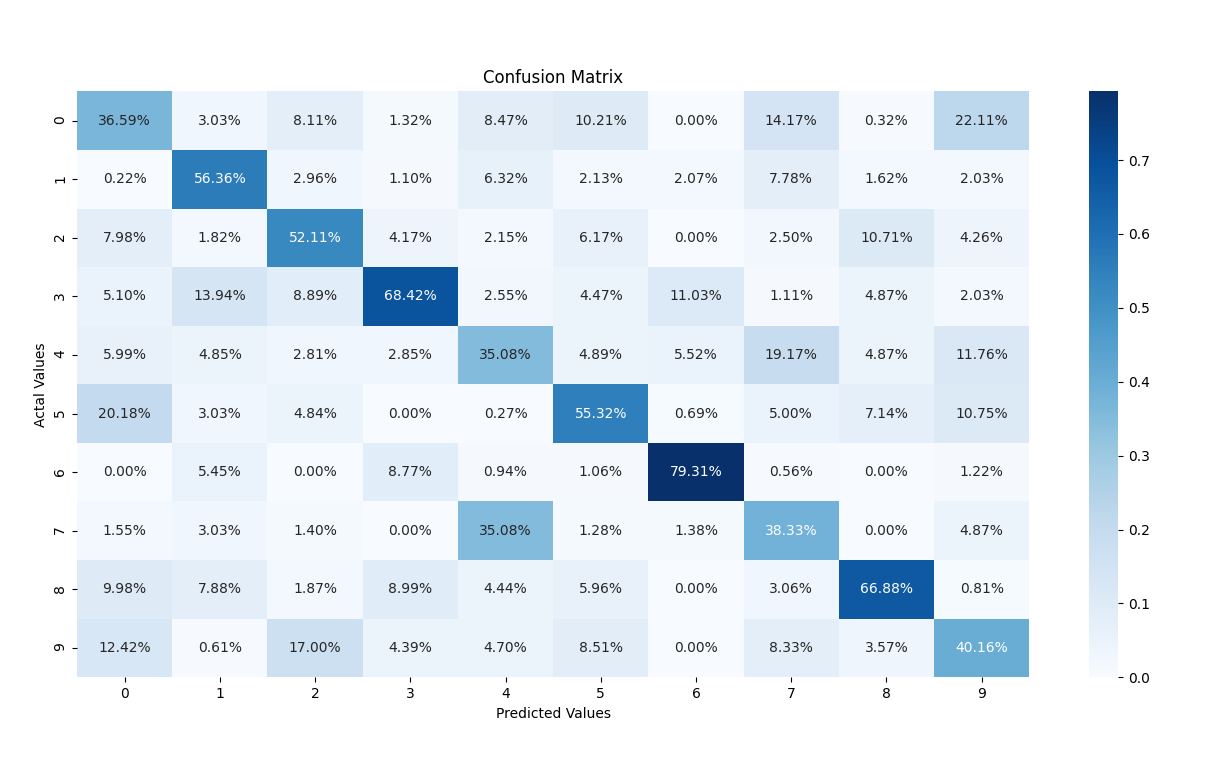 Confusion Matrix
0 36.59% 3.03% 8.11% 1.32% 8.47% 10.21% 0.00% 14.17% 0.32% 22.11%
1 0.22% 56.36% 2.96% 1.10% 6.32% 2.13% 2.07% 7.78% 1.62% 2.03%
2 7.98% 1.82% 52.11% 4.17% 2.15% 6.17% 0.00% 2.50% 10.71% 4.26%
3 5.10% 13.94% 8.89% 68.42% 2.55% 4.47% 11.03% 1.11% 4.87% 2.03%
4 5.99% 4.85% 2.81% 2.85% 35.08% 4.89% 5.52% 19.17% 4.87% 11.76%
5 20.18% 3.03% 4.84% 0.00% 0.27% 55.32% 0.69% 5.00% 7.14% 10.75%
6 0.00% 5.45% 0.00% 8.77% 0.94% 1.06% 79.31% 0.56% 0.00% 1.22%
7 1.55% 3.03% 1.40% 0.00% 35.08% 1.28% 1.38% 38.33% 0.00% 4.87%
8 9.98% 7.88% 1.87% 8.99% 4.44% 5.96% 0.00% 3.06% 66.88% 0.81%
9 12.42% 0.61% 17.00% 4.39% 4.70% 8.51% 0.00% 8.33% 3.57% 40.16%
0 1 2 3 4 5 6 7 8 9
Predicted Values
Actal Values
0.7
0.6
0.5
0.4
0.3
0.2
0.1
0.0